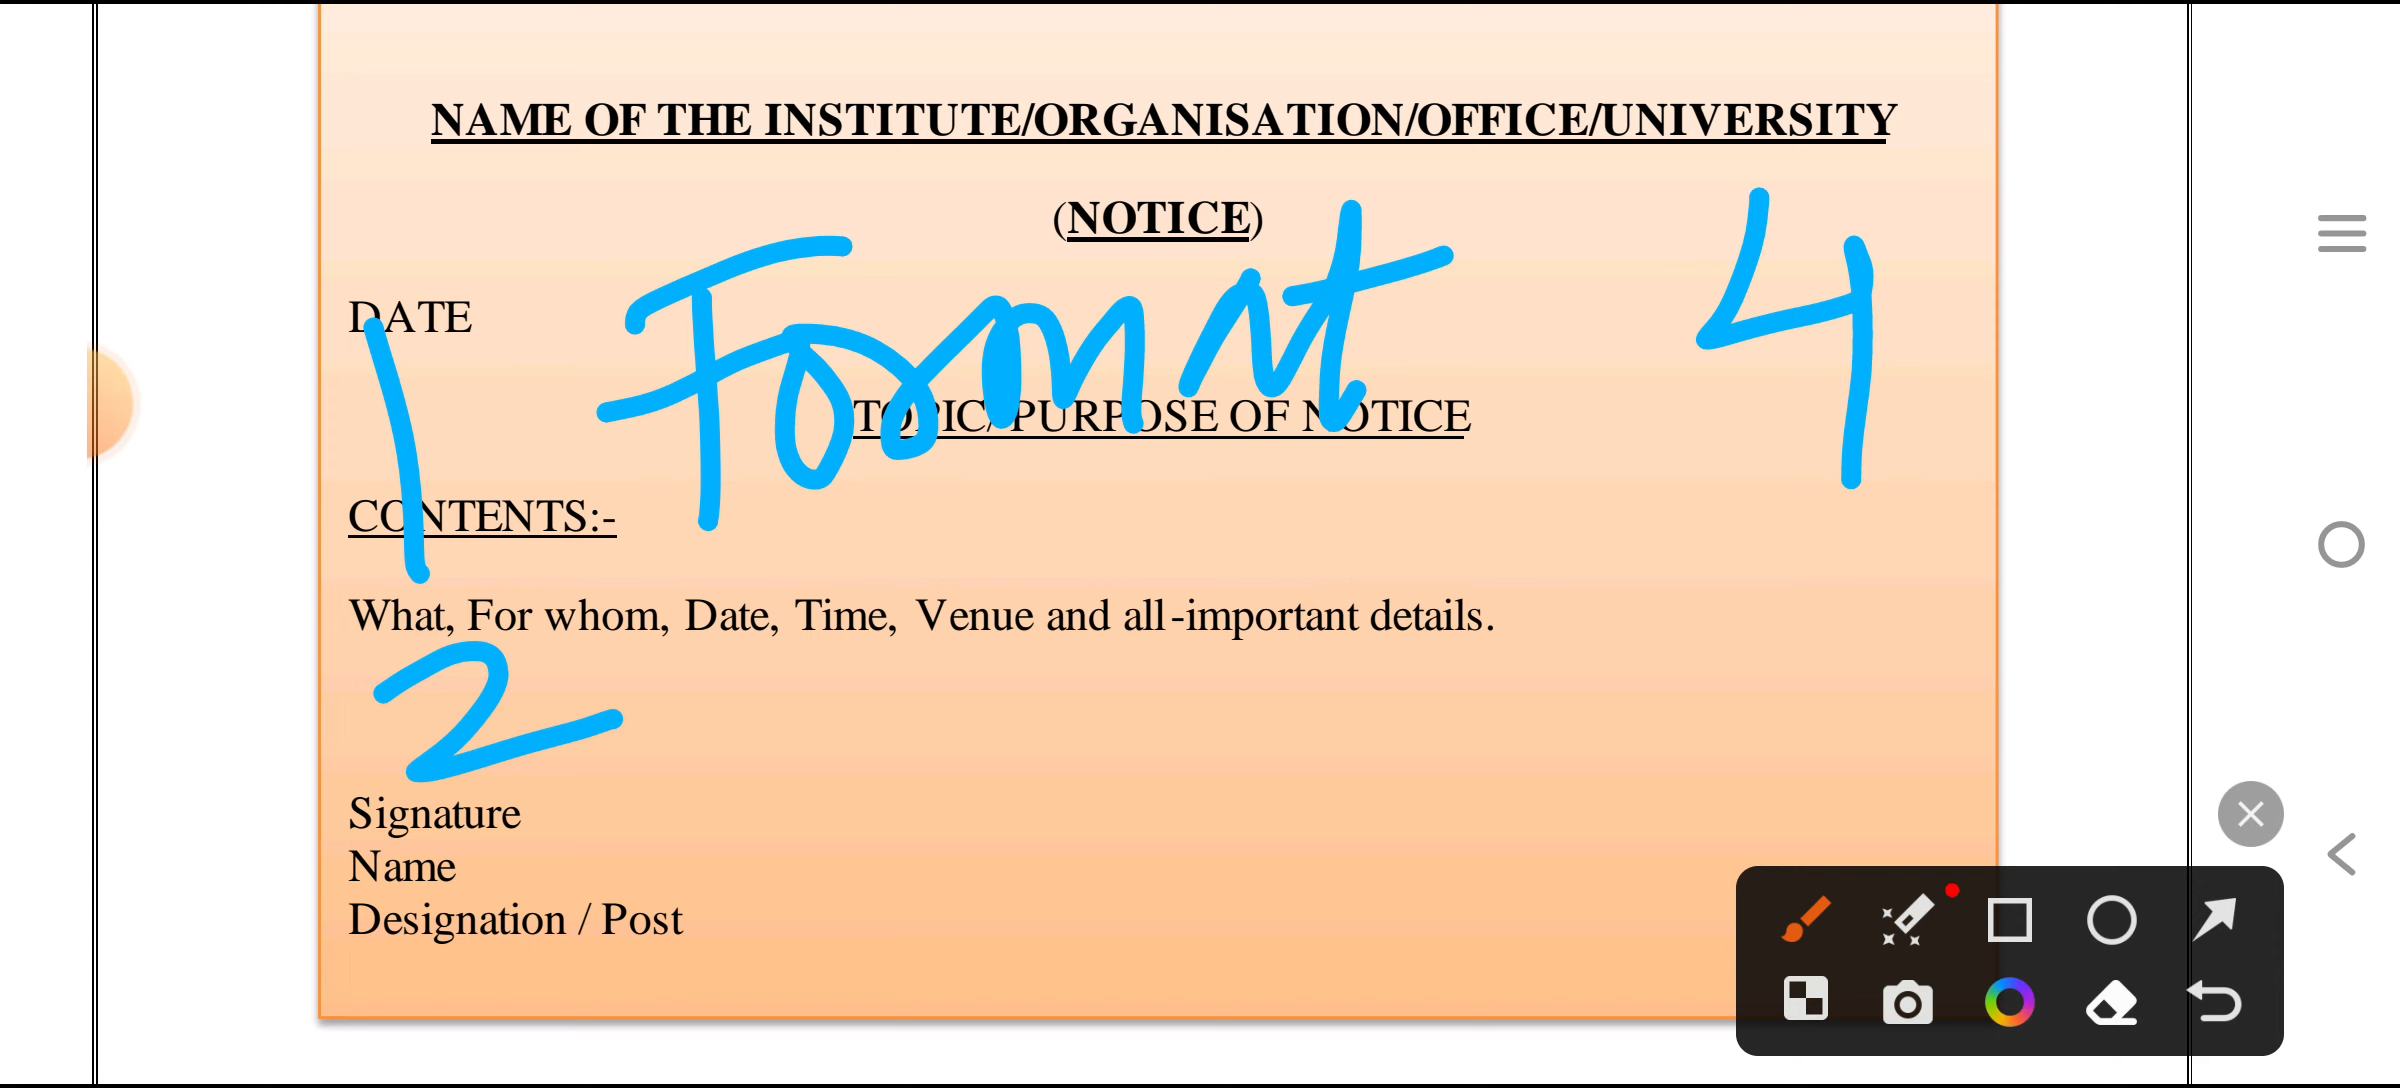 NAME OF THE INSTITUTE/ORGANISATION/OFFICE/UNIVERSITY
(NOTICE)
DATE
Format 4
1
TOPIC/PURPOSE OF NOTICE
CONTENTS:-
What, For whom, Date, Time, Venue and all-important details.
2
Signature
Name
Designation / Post